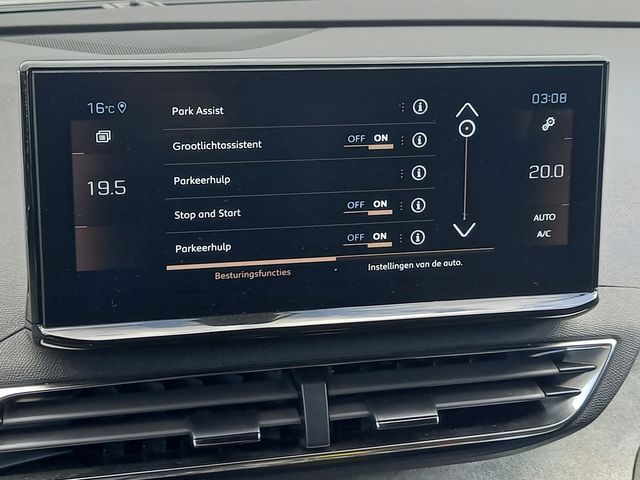 16°C
03:08
Park Assist
Grootlichtassistent OFF ON
19.5
Parkeerhulp
20.0
Stop and Start OFF ON
AUTO
A/C
Parkeerhulp OFF ON
Besturingsfuncties
Instellingen van de auto.